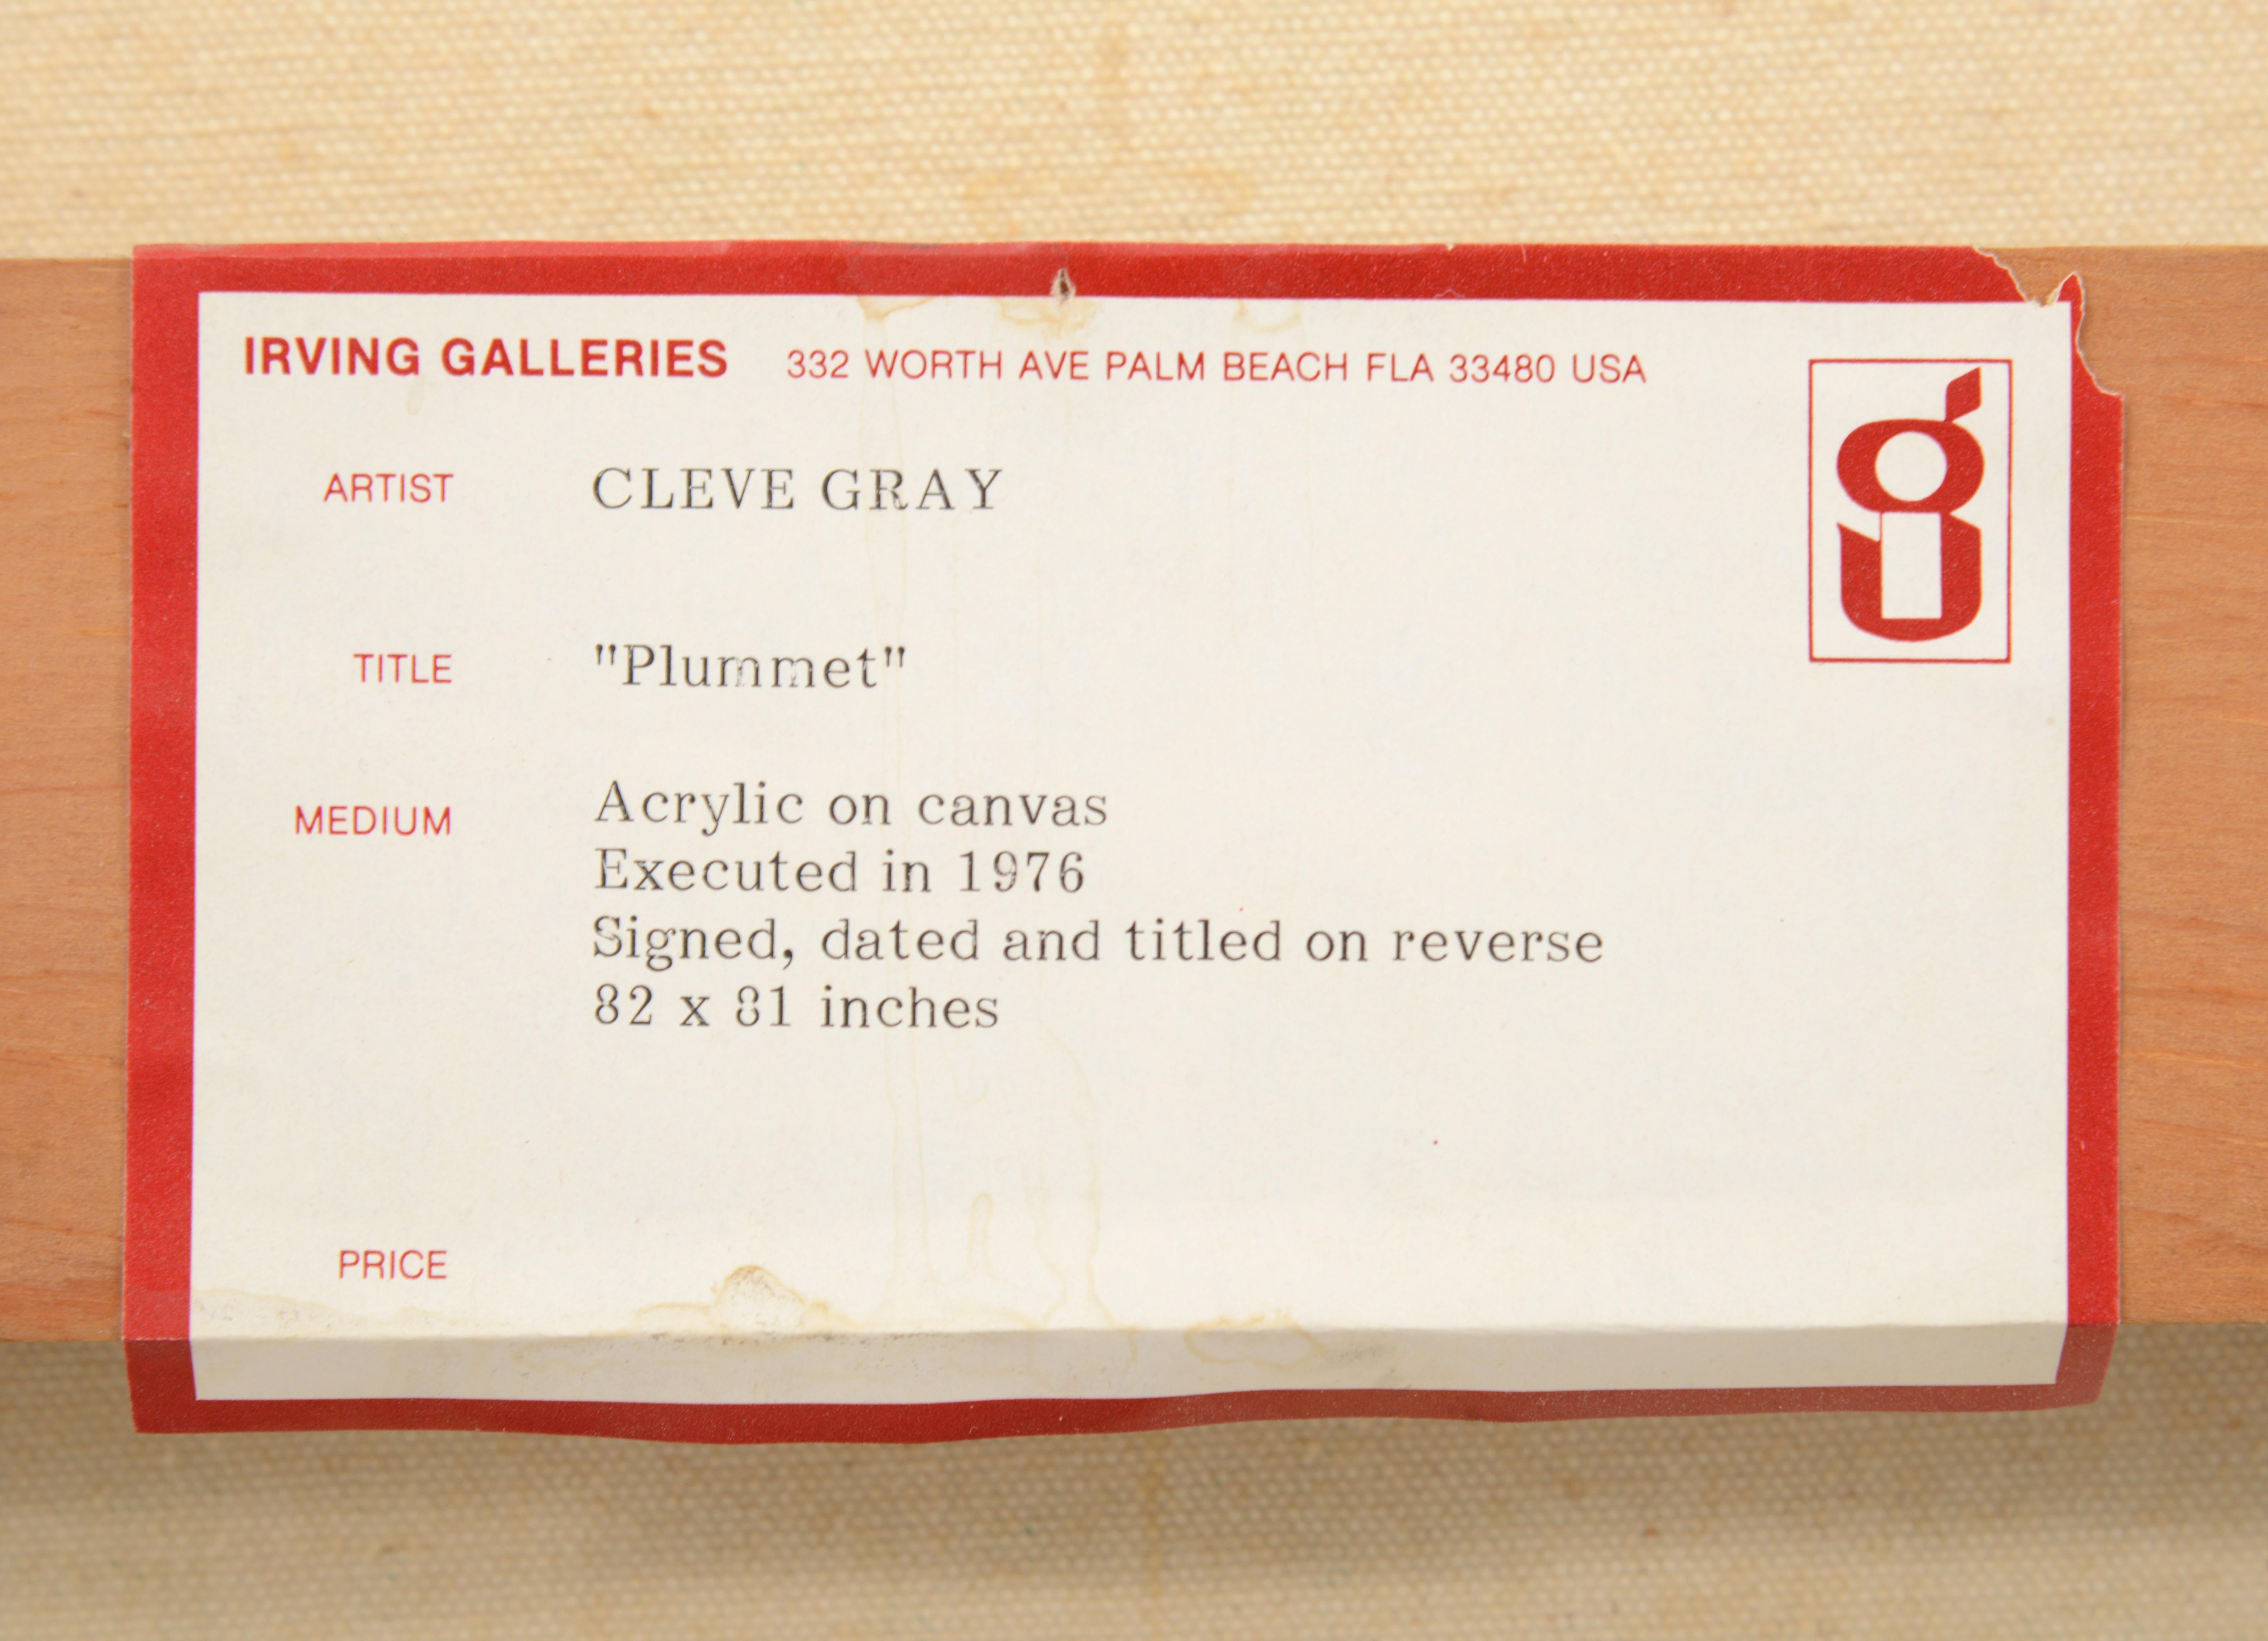 IRVING GALLERIES 332 WORTH AVE PALM BEACH FLA 33480 USA
ARTIST CLEVE GRAY
TITLE "Plummet"
MEDIUM Acrylic on canvas
Executed in 1976
Signed, dated and titled on reverse
82 x 81 inches
PRICE